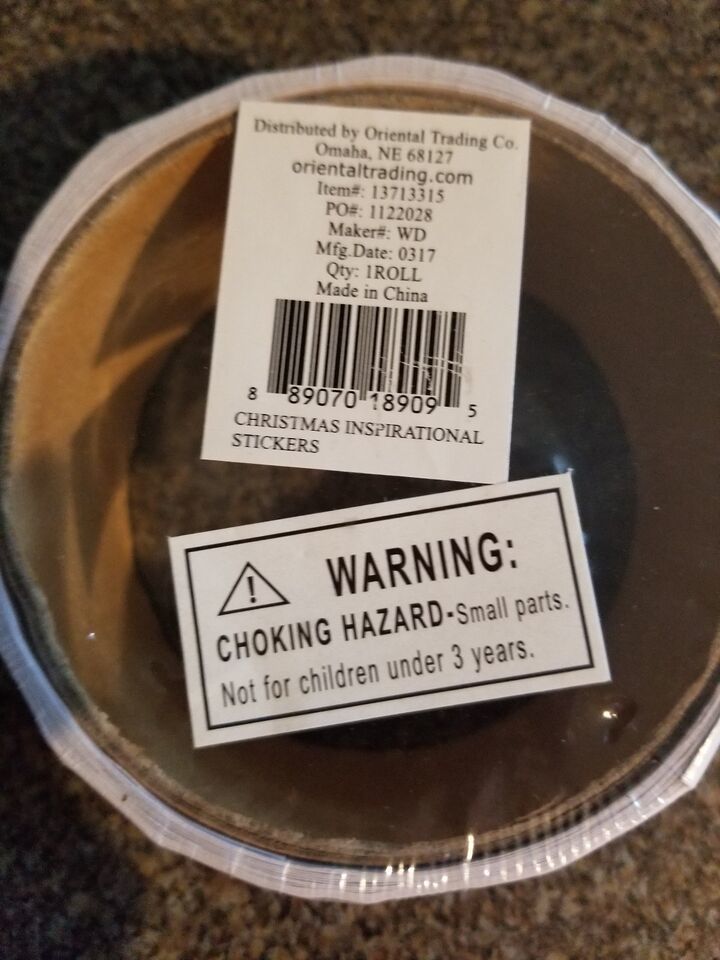 Distributed by Oriental Trading Co.
Omaha, NE 68127
orientaltrading.com
Item#: 13713315
PO#: 1122028
Maker#: WD
Mfg.Date: 0317
Qty: 1ROLL
Made in China
8 89070 18909 5
CHRISTMAS INSPIRATIONAL
STICKERS
! WARNING:
CHOKING HAZARD-Small parts.
Not for children under 3 years.